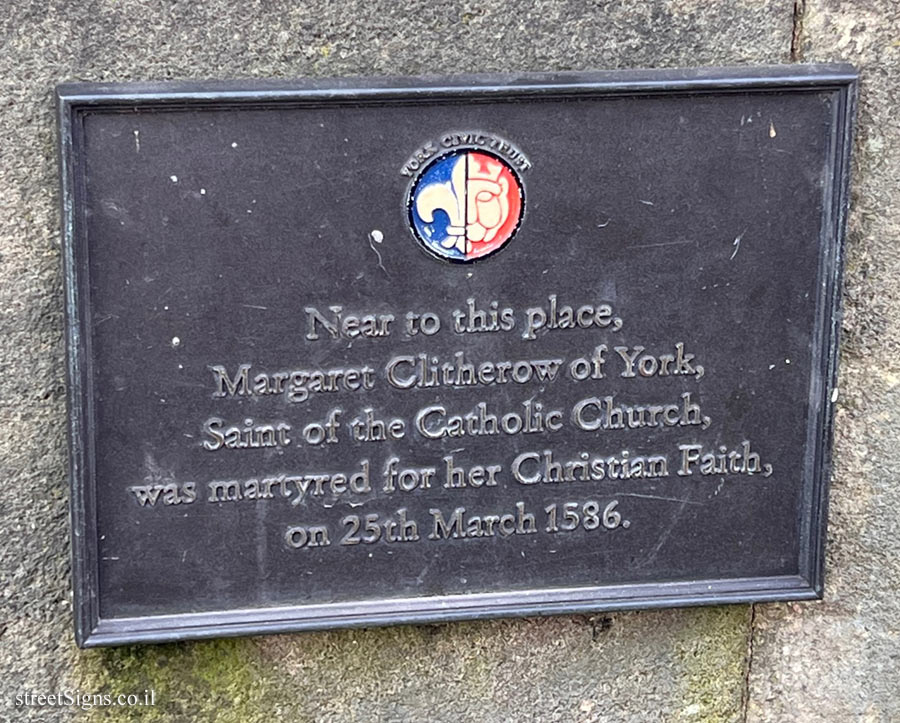 YORK CIVIC TRUST
Near to this place,
Margaret Clitherow of York,
Saint of the Catholic Church,
was martyred for her Christian Faith,
on 25th March 1586.
streetSigns.co.il